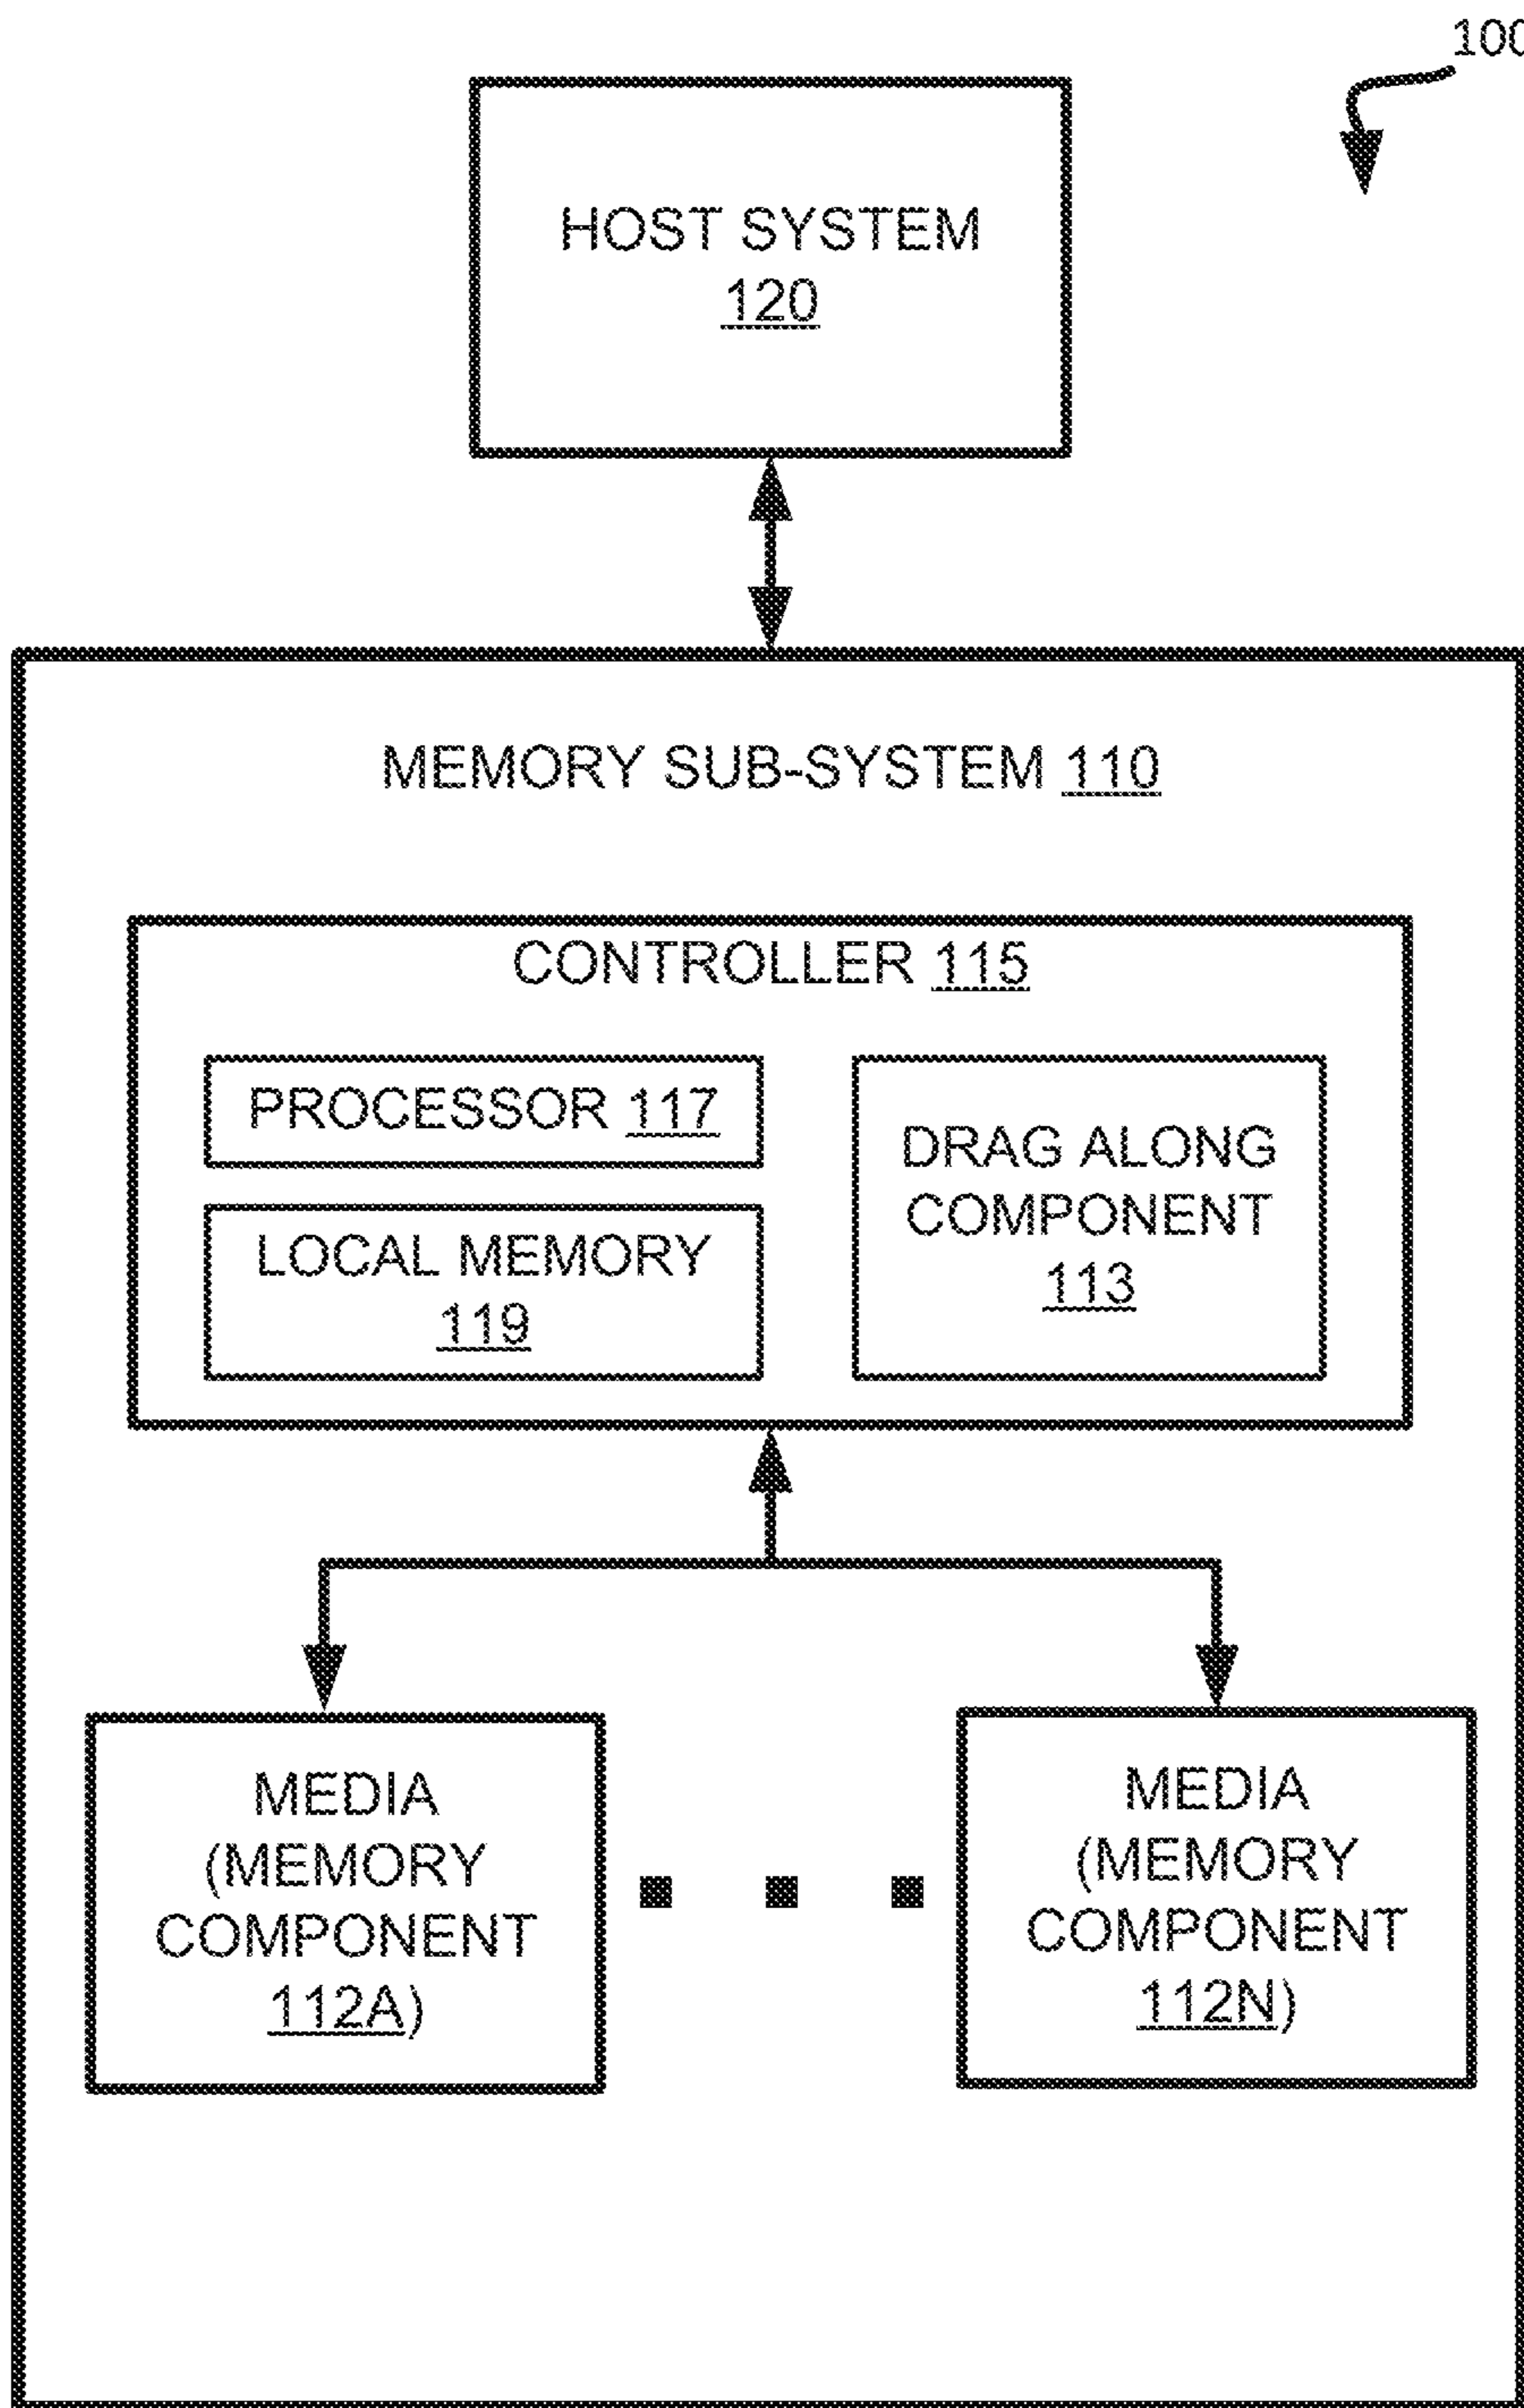 100
HOST SYSTEM
120
MEMORY SUB-SYSTEM 110
CONTROLLER 115
PROCESSOR 117
LOCAL MEMORY
119
DRAG ALONG
COMPONENT
113
MEDIA
(MEMORY
COMPONENT
112A)
MEDIA
(MEMORY
COMPONENT
112N)